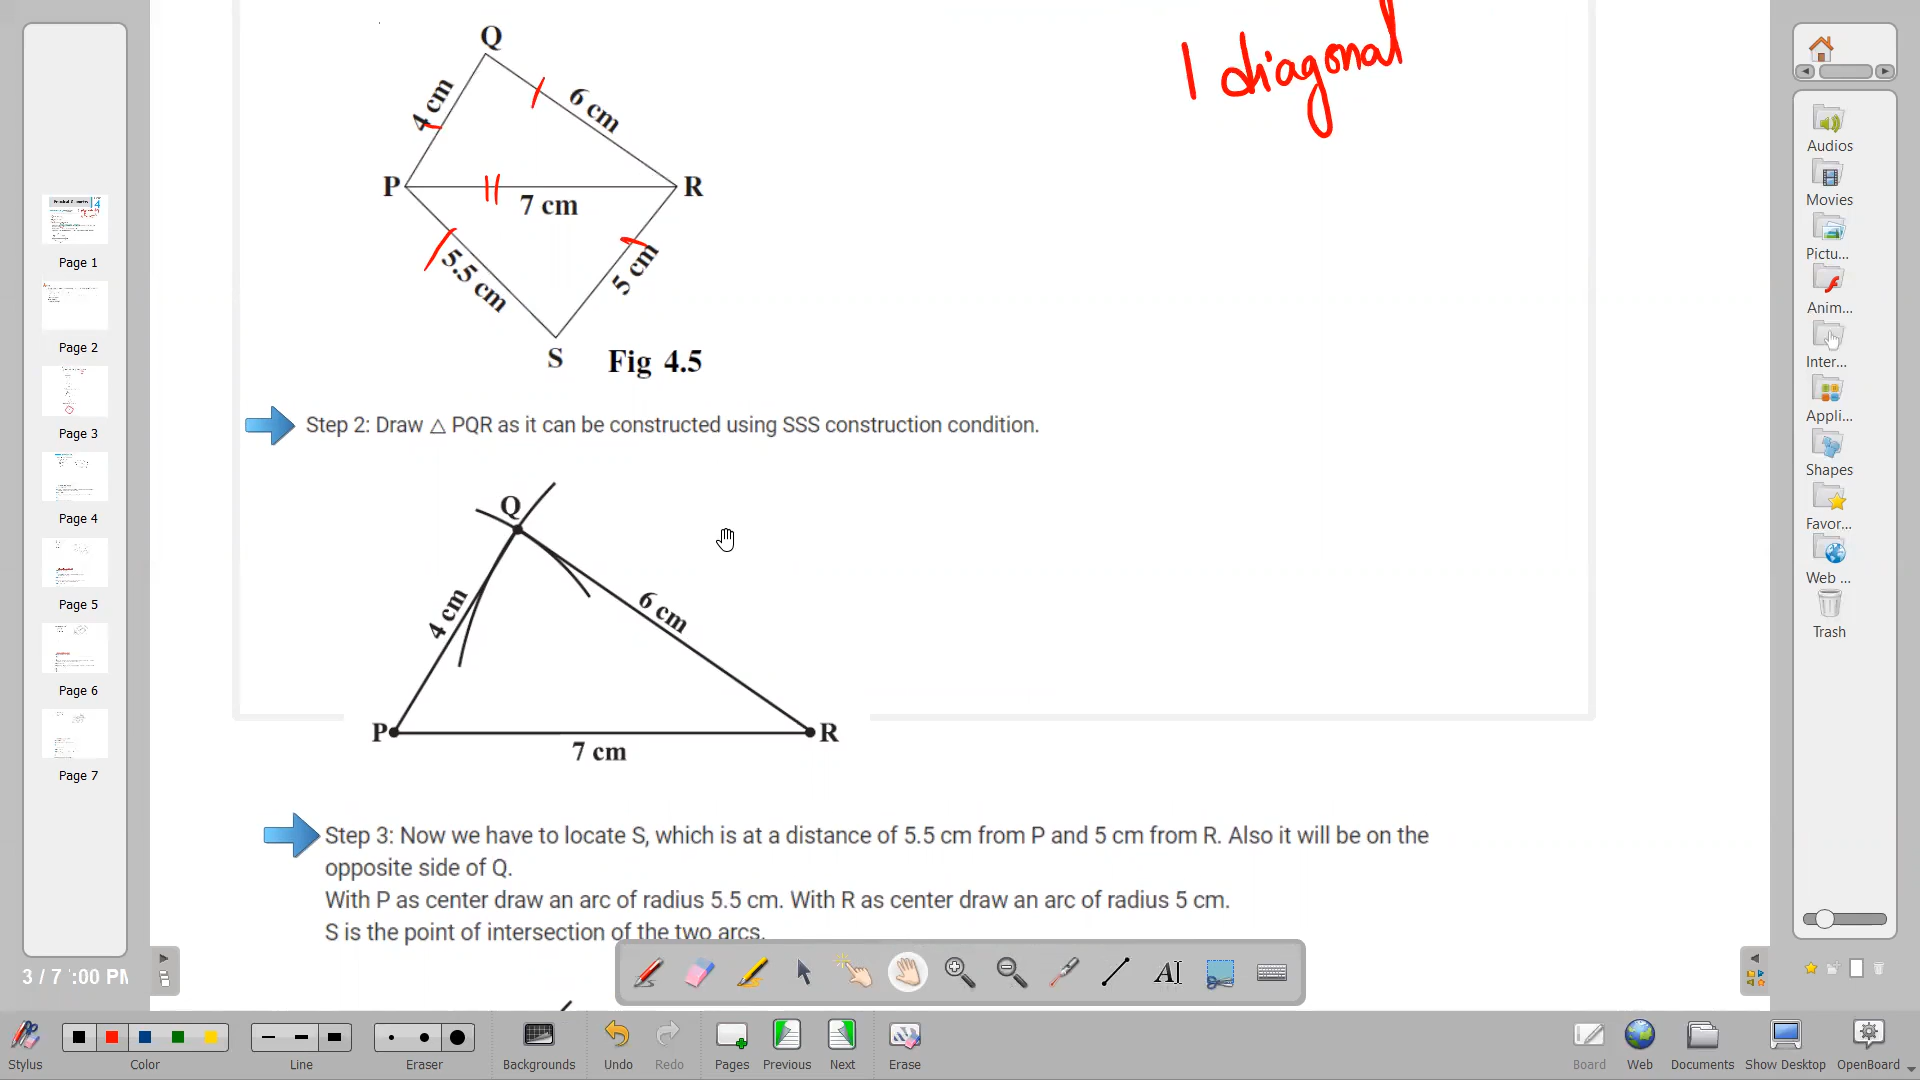 Q
1 diagonal
4 cm
6 cm
P
R
7 cm
5.5 cm
5 cm
S
Fig 4.5
Step 2: Draw △ PQR as it can be constructed using SSS construction condition.
Q
4 cm
6 cm
P
R
7 cm
Step 3: Now we have to locate S, which is at a distance of 5.5 cm from P and 5 cm from R. Also it will be on the
opposite side of Q.
With P as center draw an arc of radius 5.5 cm. With R as center draw an arc of radius 5 cm.
S is the point of intersection of the two arcs.
Page 1
Page 2
Page 3
Page 4
Page 5
Page 6
Page 7
3 / 7 :00 PM
Audios
Movies
Pictu...
Anim...
Inter...
Appli...
Shapes
Favor...
Web ...
Trash
Stylus
Color
Line
Eraser
Backgrounds
Undo
Redo
Pages
Previous
Next
Erase
Board
Web
Documents
Show Desktop
OpenBoard